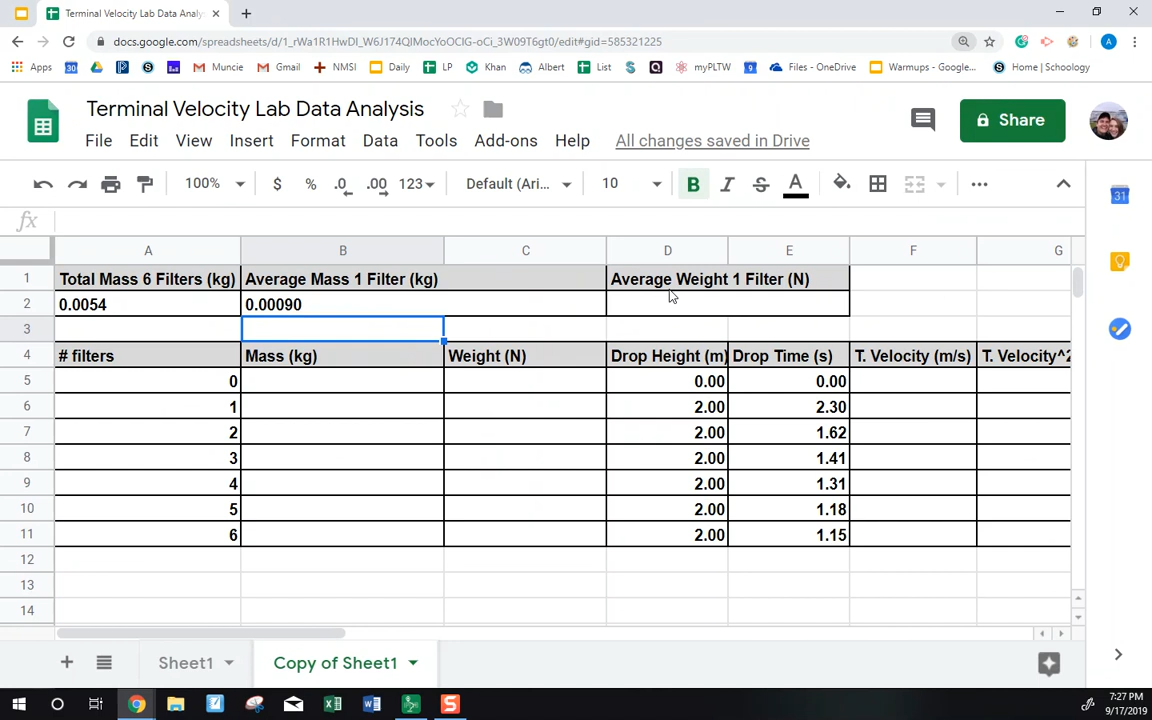 Terminal Velocity Lab Data Analy
docs.google.com/spreadsheets/d/1_rWa1R1HwDI_W6J174QIMocYoOCIG-oCi_3W09T6gt0/edit#gid=585321225
A
Apps Muncie Gmail NMSI Daily LP Khan Albert List myPLTW Files - OneDrive Warmups - Google... Home | Schoology
Terminal Velocity Lab Data Analysis
Share
File Edit View Insert Format Data Tools Add-ons Help All changes saved in Drive
100% $ % .0 .00 123 Default (Ari... 10 B I S A
31
fx
A B C D E F G
1 Total Mass 6 Filters (kg) Average Mass 1 Filter (kg) Average Weight 1 Filter (N)
2 0.0054 0.00090
3
4 # filters Mass (kg) Weight (N) Drop Height (m) Drop Time (s) T. Velocity (m/s) T. Velocity^2
5 0 0.00 0.00
6 1 2.00 2.30
7 2 2.00 1.62
8 3 2.00 1.41
9 4 2.00 1.31
10 5 2.00 1.18
11 6 2.00 1.15
12
13
14
Sheet1 Copy of Sheet1
7:27 PM
9/17/2019